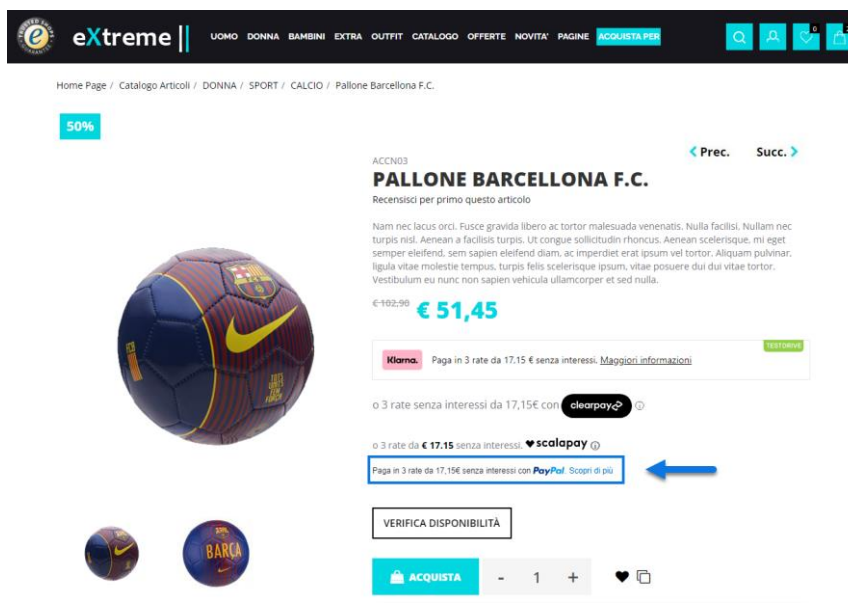 eXtreme ||
UOMO DONNA BAMBINI EXTRA OUTFIT CATALOGO OFFERTE NOVITA' PAGINE ACQUISTA PER
0
Home Page / Catalogo Articoli / DONNA / SPORT / CALCIO / Pallone Barcellona F.C.
50%
Prec. Succ.
ACCN03
PALLONE BARCELLONA F.C.
Recensisci per primo questo articolo
Nam nec lacus orci. Fusce gravida libero ac tortor malesuada venenatis. Nulla facilisi. Nullam nec
turpis nisl. Aenean a facilisis turpis. Ut congue sollicitudin rhoncus. Aenean scelerisque, mi eget
semper eleifend, sem sapien eleifend diam, ac imperdiet erat ipsum vel tortor. Aliquam pulvinar,
ligula vitae molestie tempus, turpis felis scelerisque ipsum, vitae posuere dui dui vitae tortor.
Vestibulum eu nunc non sapien vehicula ullamcorper et sed nulla.
€ 102,90 € 51,45
TESTDRIVE
Klarna. Paga in 3 rate da 17.15 € senza interessi. Maggiori informazioni
o 3 rate senza interessi da 17,15€ con clearpay
o 3 rate da € 17.15 senza interessi. scalapay
Paga in 3 rate da 17,15€ senza interessi con PayPal. Scopri di più
VERIFICA DISPONIBILITÀ
ACQUISTA - 1 +
FCB
BARÇA